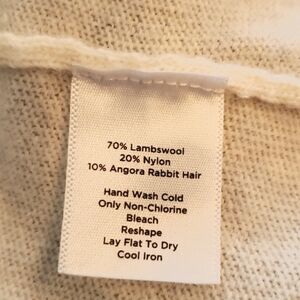 70% Lambswool
20% Nylon
10% Angora Rabbit Hair
Hand Wash Cold
Only Non-Chlorine
Bleach
Reshape
Lay Flat To Dry
Cool Iron